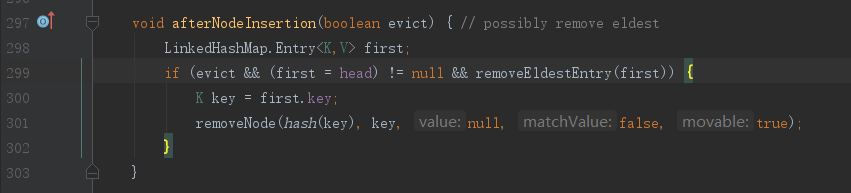 297 void afterNodeInsertion(boolean evict) { // possibly remove eldest
298 LinkedHashMap.Entry<K,V> first;
299 if (evict && (first = head) != null && removeEldestEntry(first)) {
300 K key = first.key;
301 removeNode(hash(key), key, value: null, matchValue: false, movable: true);
302 }
303 }